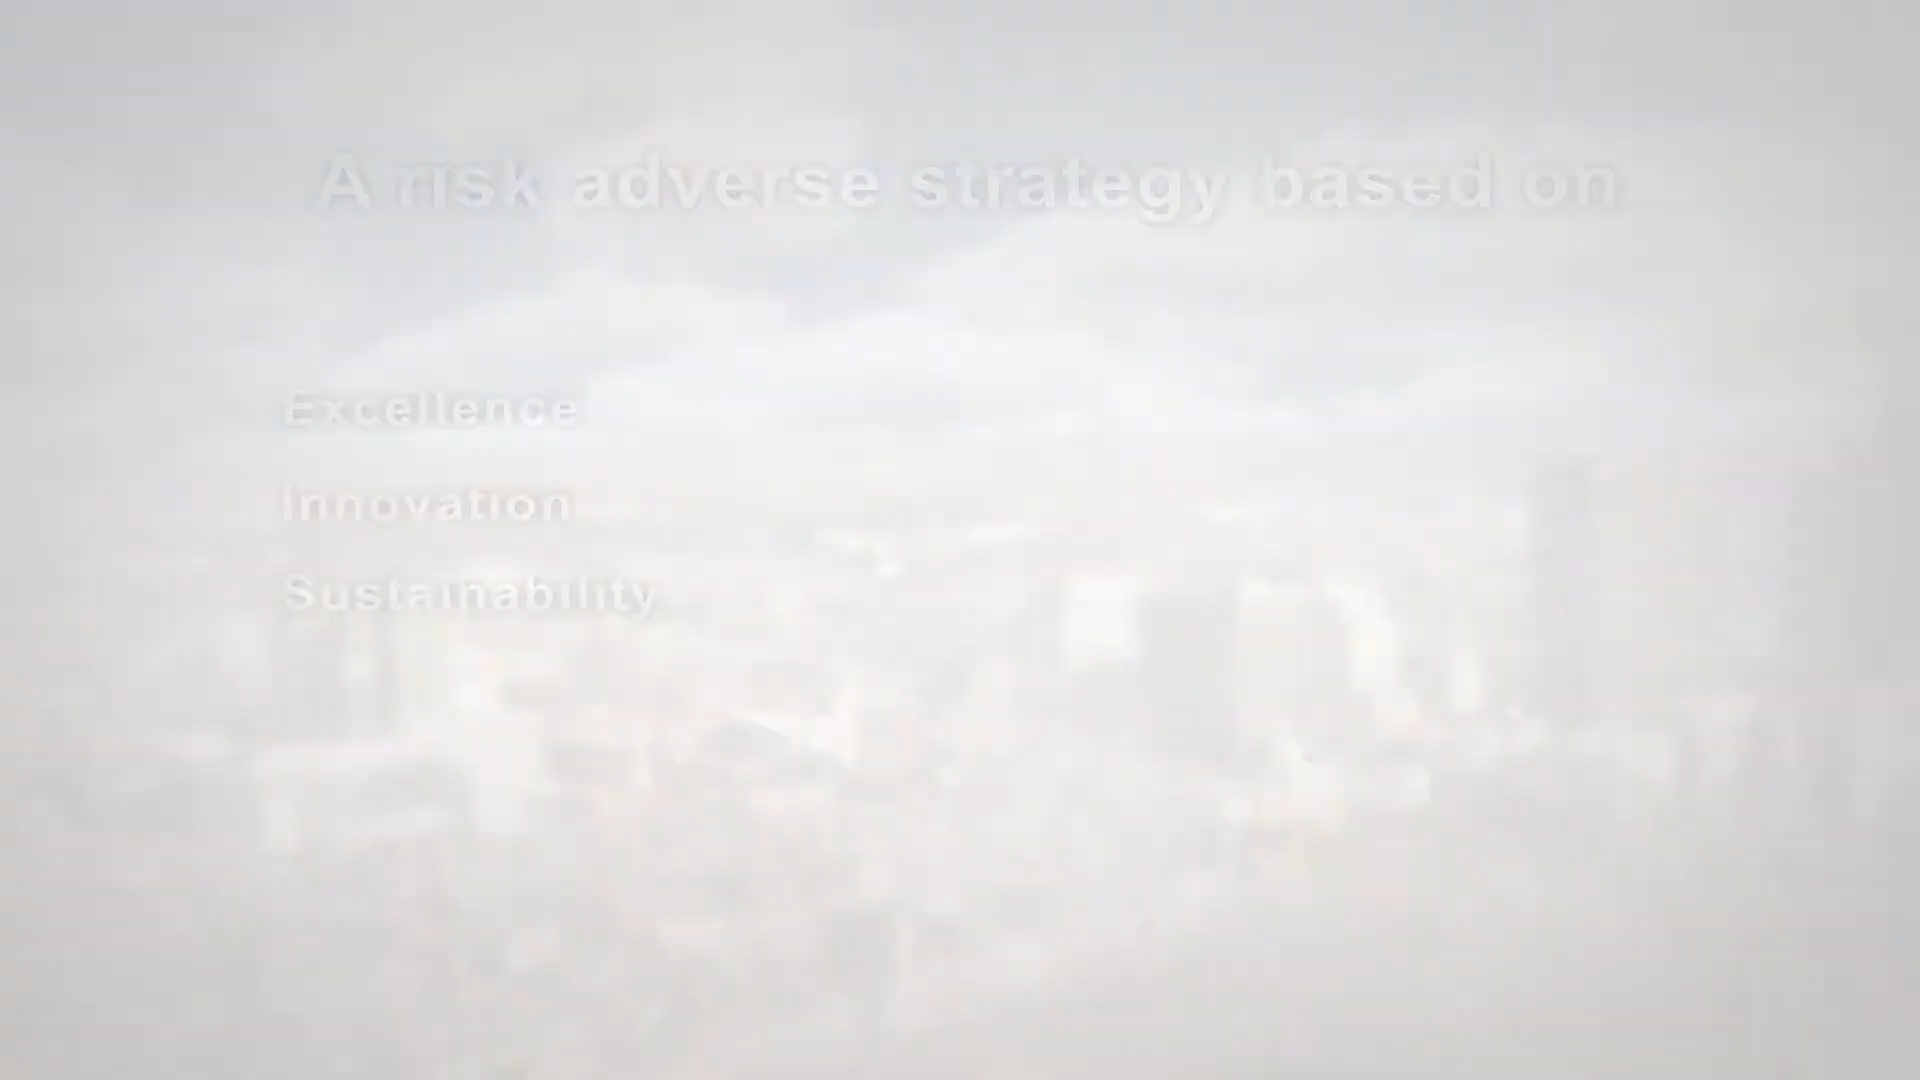 A risk adverse strategy based on
Excellence
Innovation
Sustainability